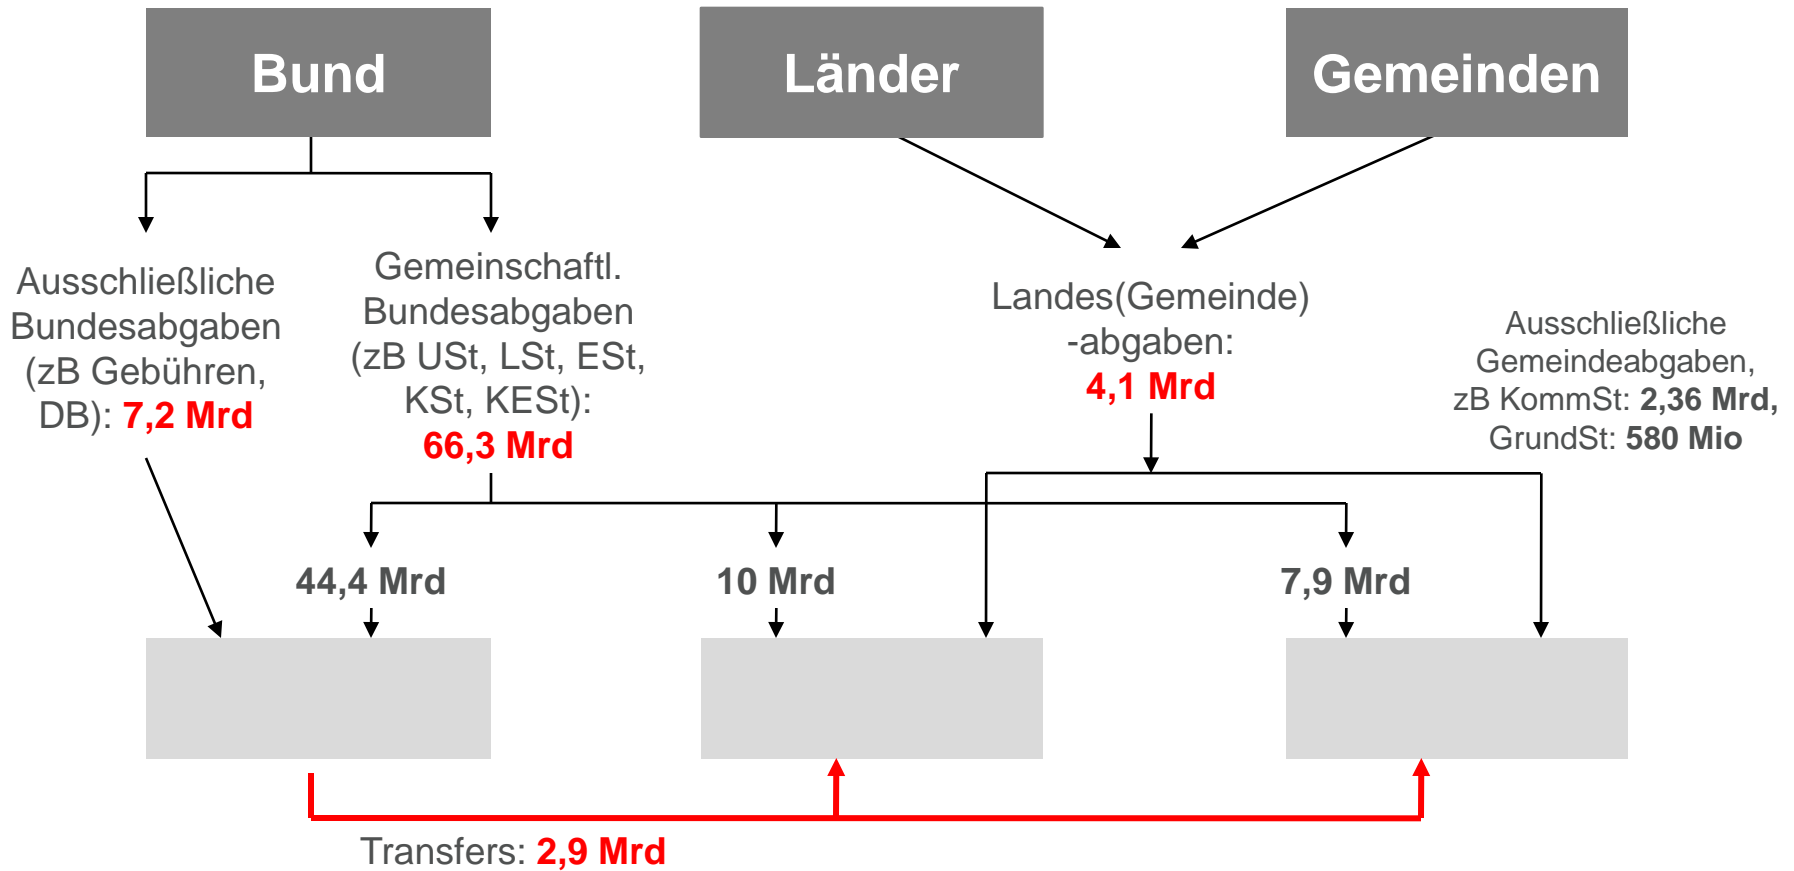 Bund
Länder
Gemeinden
Ausschließliche
Bundesabgaben
(zB Gebühren,
DB): 7,2 Mrd
Gemeinschaftl.
Bundesabgaben
(zB USt, LSt, ESt,
KSt, KESt):
66,3 Mrd
Landes(Gemeinde)
-abgaben:
4,1 Mrd
Ausschließliche
Gemeindeabgaben,
zB KommSt: 2,36 Mrd,
GrundSt: 580 Mio
44,4 Mrd
10 Mrd
7,9 Mrd
Transfers: 2,9 Mrd